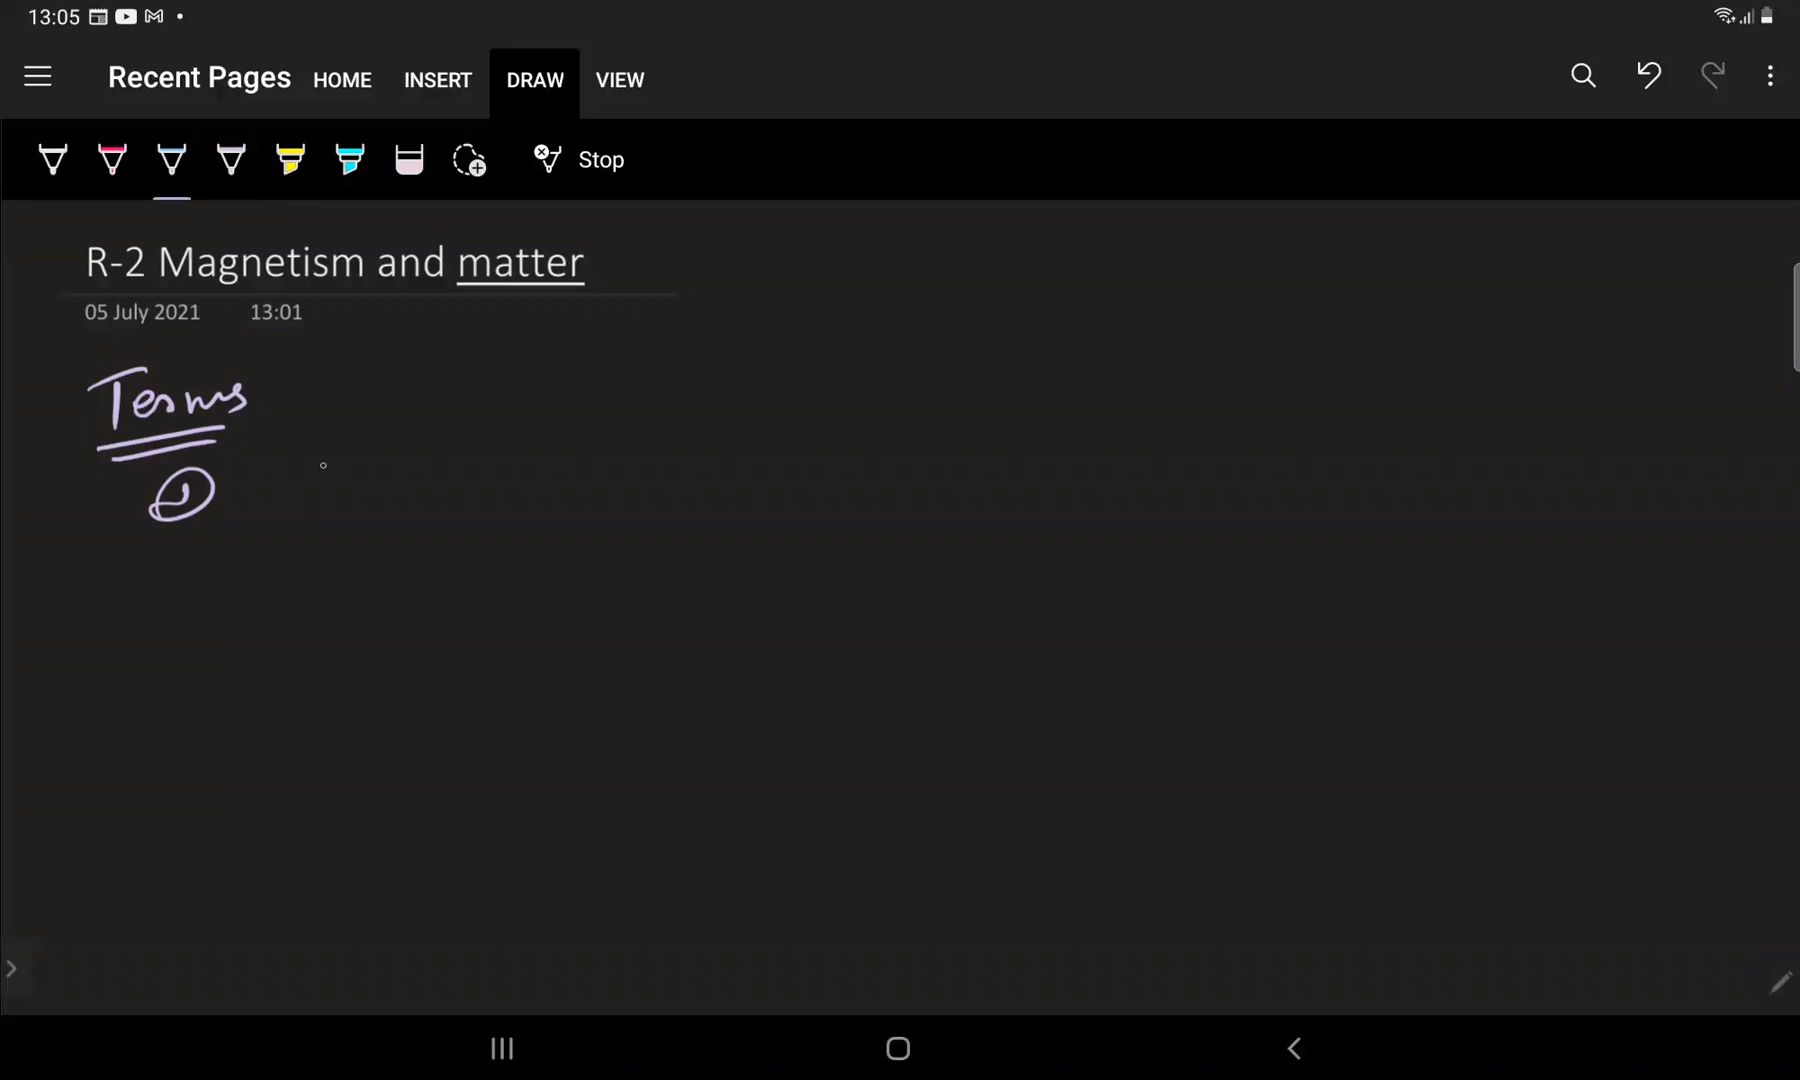 13:05
Recent Pages HOME INSERT DRAW VIEW
Stop
R-2 Magnetism and matter
05 July 2021 13:01
Terms
1